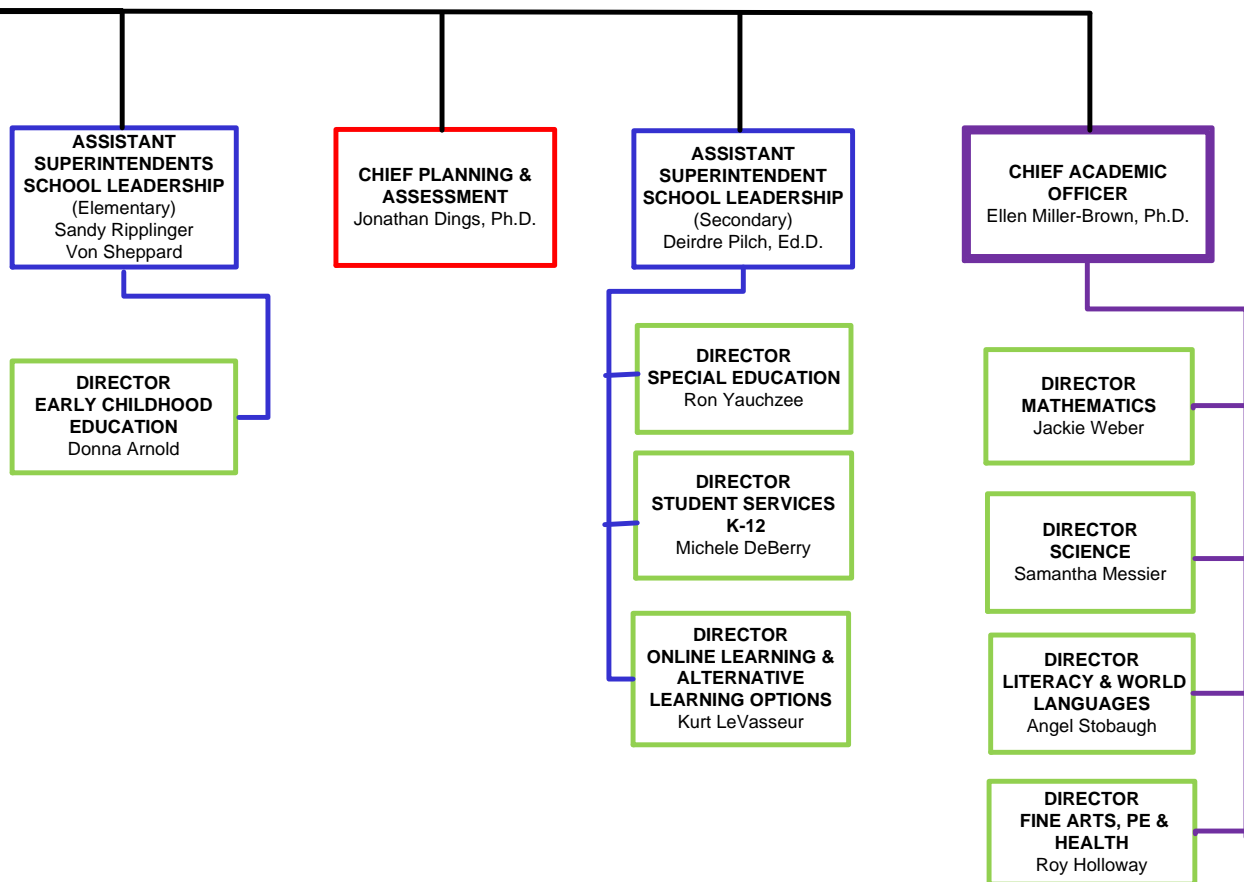 ASSISTANT
SUPERINTENDENTS
SCHOOL LEADERSHIP
(Elementary)
Sandy Ripplinger
Von Sheppard
CHIEF PLANNING &
ASSESSMENT
Jonathan Dings, Ph.D.
ASSISTANT
SUPERINTENDENT
SCHOOL LEADERSHIP
(Secondary)
Deirdre Pilch, Ed.D.
CHIEF ACADEMIC
OFFICER
Ellen Miller-Brown, Ph.D.
DIRECTOR
EARLY CHILDHOOD
EDUCATION
Donna Arnold
DIRECTOR
SPECIAL EDUCATION
Ron Yauchzee
DIRECTOR
STUDENT SERVICES
K-12
Michele DeBerry
DIRECTOR
ONLINE LEARNING &
ALTERNATIVE
LEARNING OPTIONS
Kurt LeVasseur
DIRECTOR
MATHEMATICS
Jackie Weber
DIRECTOR
SCIENCE
Samantha Messier
DIRECTOR
LITERACY & WORLD
LANGUAGES
Angel Stobaugh
DIRECTOR
FINE ARTS, PE &
HEALTH
Roy Holloway